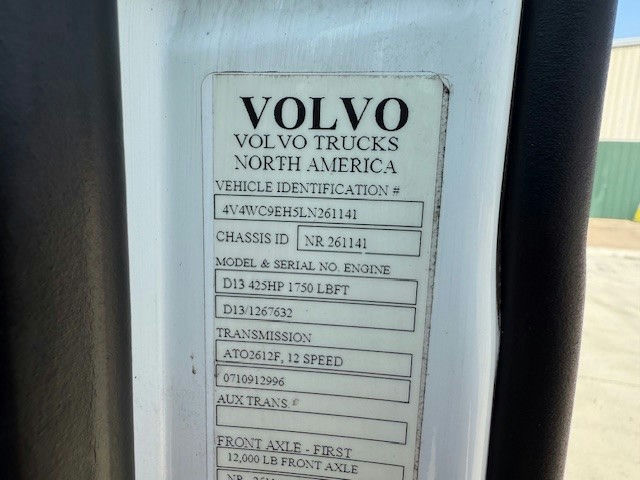 VOLVO
VOLVO TRUCKS
NORTH AMERICA
VEHICLE IDENTIFICATION #
4V4WC9EH5LN261141
CHASSIS ID NR 261141
MODEL & SERIAL NO. ENGINE
D13 425HP 1750 LBFT
D13/1267632
TRANSMISSION
ATO2612F, 12 SPEED
0710912996
AUX TRANS
FRONT AXLE - FIRST
12,000 LB FRONT AXLE